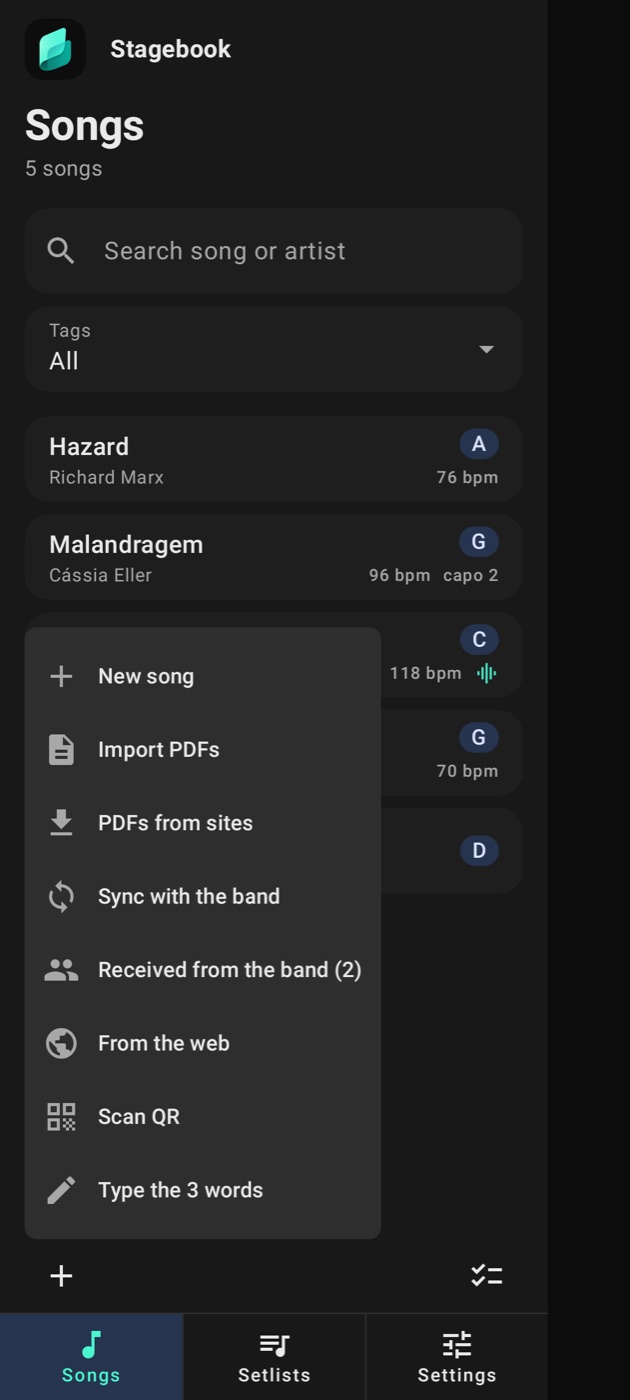 Stagebook
Songs
5 songs
Search song or artist
Tags
All
Hazard
A
Richard Marx
76 bpm
Malandragem
G
Cássia Eller
96 bpm capo 2
C
118 bpm
G
70 bpm
D
New song
Import PDFs
PDFs from sites
Sync with the band
Received from the band (2)
From the web
Scan QR
Type the 3 words
Songs
Setlists
Settings